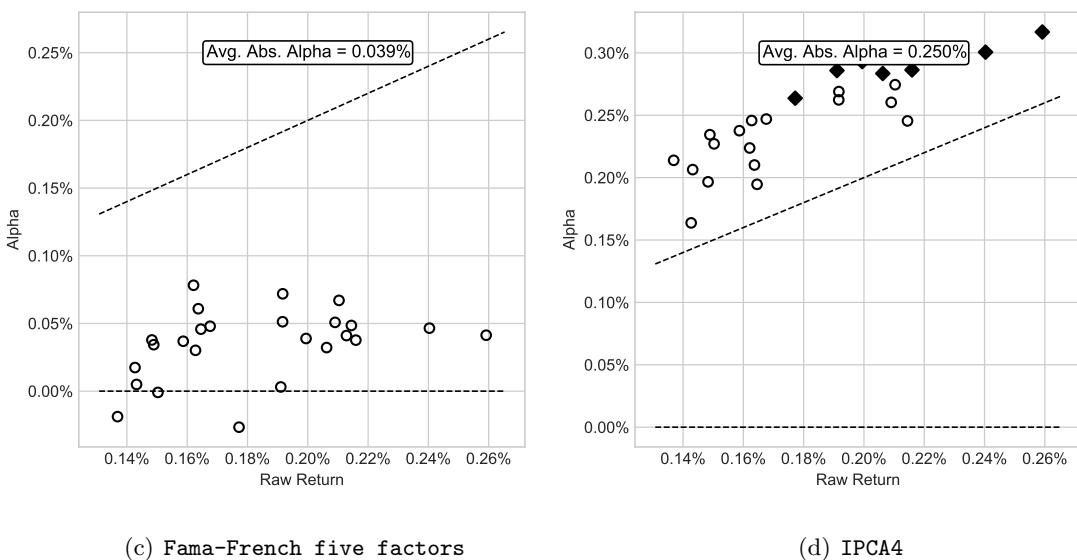 Avg. Abs. Alpha = 0.039%
0.25%
0.20%
0.15%
0.10%
0.05%
0.00%
Alpha
0.14% 0.16% 0.18% 0.20% 0.22% 0.24% 0.26%
Raw Return
(c) Fama-French five factors
Avg. Abs. Alpha = 0.250%
0.30%
0.25%
0.20%
0.15%
0.10%
0.05%
0.00%
Alpha
0.14% 0.16% 0.18% 0.20% 0.22% 0.24% 0.26%
Raw Return
(d) IPCA4